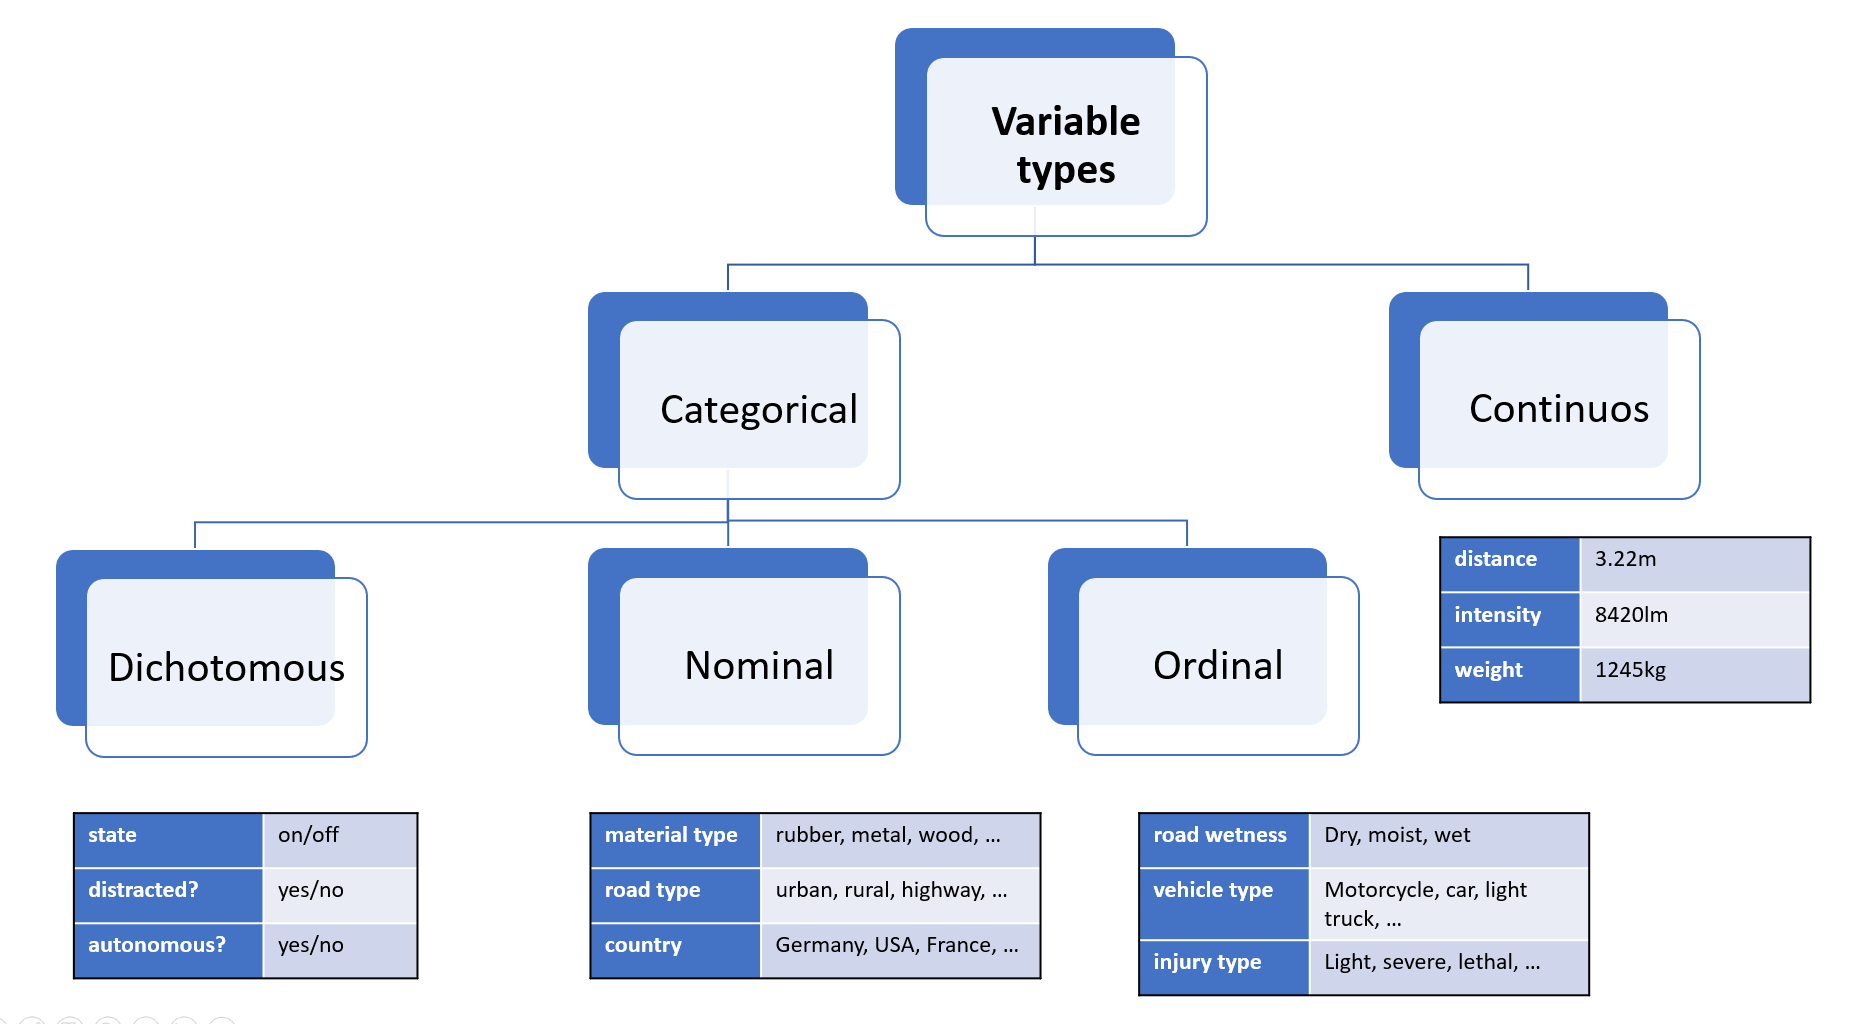 Variable
types
Categorical
Continuos
Dichotomous
Nominal
Ordinal
distance 3.22m
intensity 8420lm
weight 1245kg
state on/off
distracted? yes/no
autonomous? yes/no
material type rubber, metal, wood, ...
road type urban, rural, highway, ...
country Germany, USA, France, ...
road wetness Dry, moist, wet
vehicle type Motorcycle, car, light
truck, ...
injury type Light, severe, lethal, ...